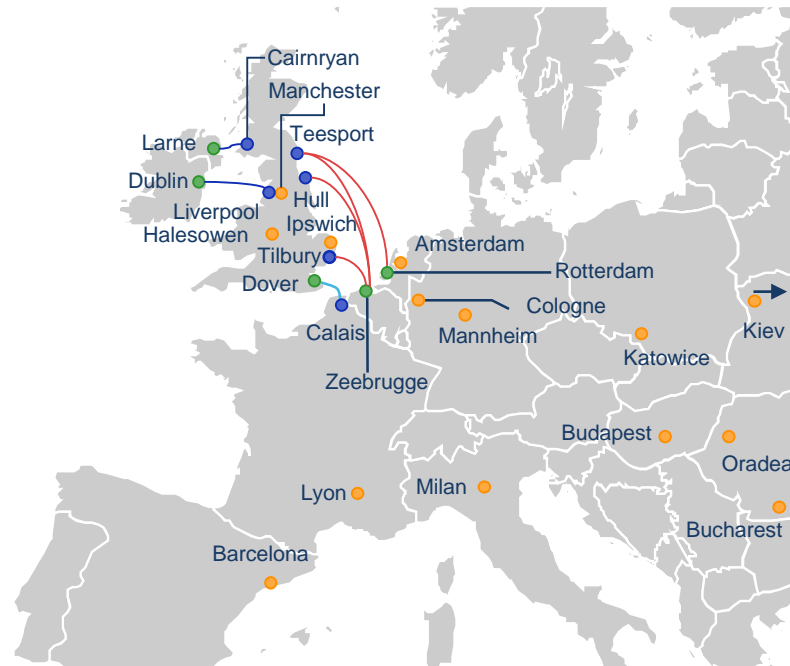 Cairnryan
Manchester
Teesport
Larne
Dublin
Hull
Liverpool
Ipswich
Halesowen
Tilbury
Amsterdam
Rotterdam
Dover
Cologne
Calais
Mannheim
Kiev
Katowice
Zeebrugge
Budapest
Oradea
Lyon
Milan
Bucharest
Barcelona